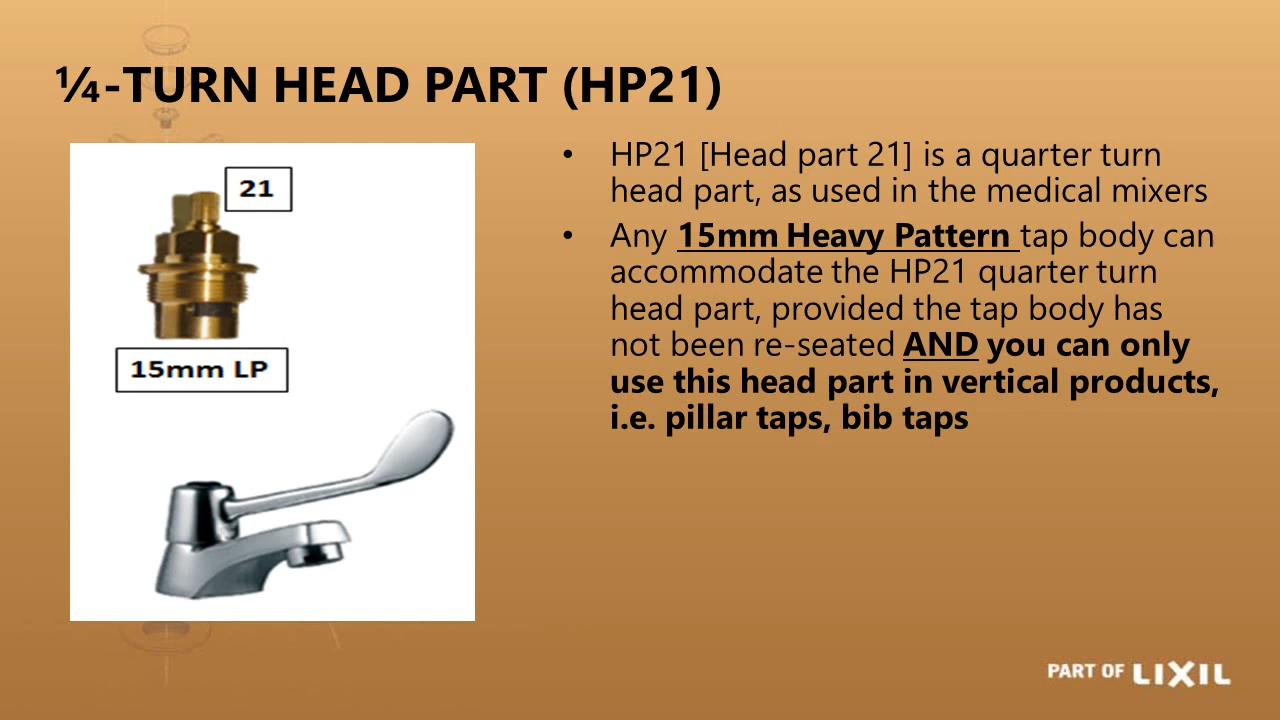 ¼-TURN HEAD PART (HP21)
21
15mm LP
• HP21 [Head part 21] is a quarter turn
head part, as used in the medical mixers
• Any 15mm Heavy Pattern tap body can
accommodate the HP21 quarter turn
head part, provided the tap body has
not been re-seated AND you can only
use this head part in vertical products,
i.e. pillar taps, bib taps
PART OF LIXIL